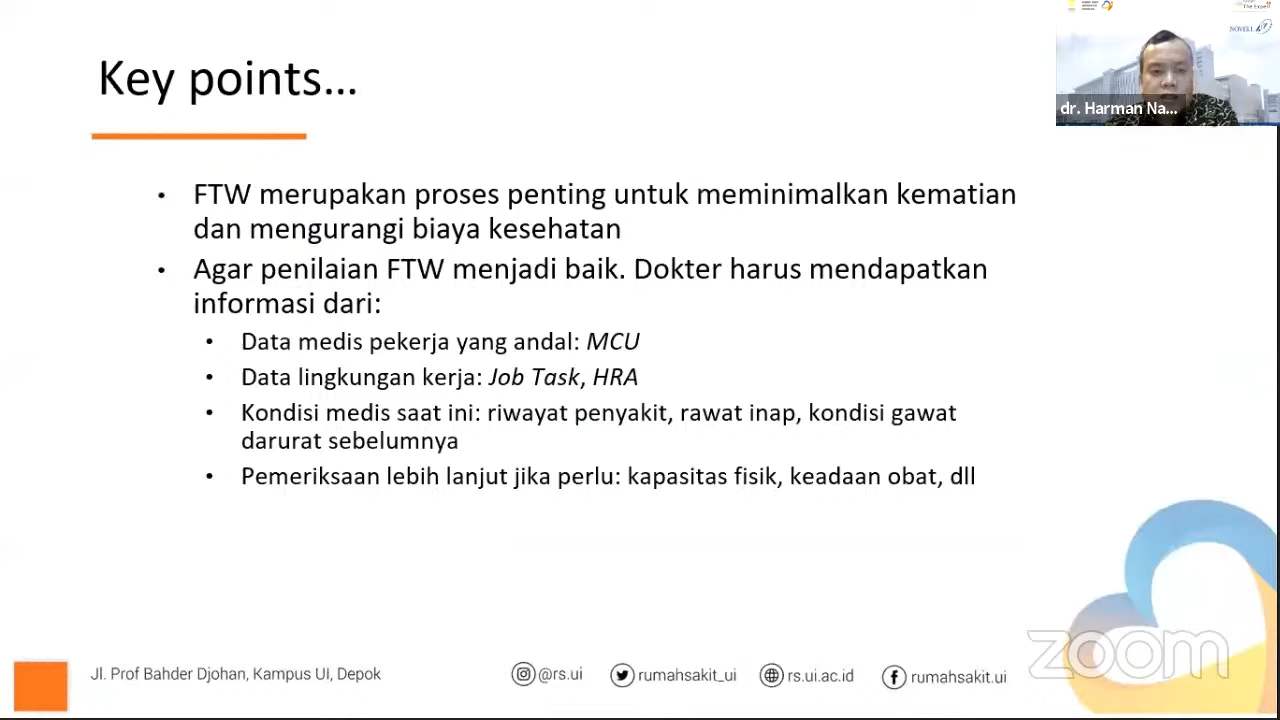 Key points...
NOVELL
dr. Harman Na...
• FTW merupakan proses penting untuk meminimalkan kematian
dan mengurangi biaya kesehatan
• Agar penilaian FTW menjadi baik. Dokter harus mendapatkan
informasi dari:
• Data medis pekerja yang andal: MCU
• Data lingkungan kerja: Job Task, HRA
• Kondisi medis saat ini: riwayat penyakit, rawat inap, kondisi gawat
darurat sebelumnya
• Pemeriksaan lebih lanjut jika perlu: kapasitas fisik, keadaan obat, dll
zoom
Jl. Prof Bahder Djohan, Kampus UI, Depok
@rs.ui
rumahsakit_ui
rs.ui.ac.id
rumahsakit.ui